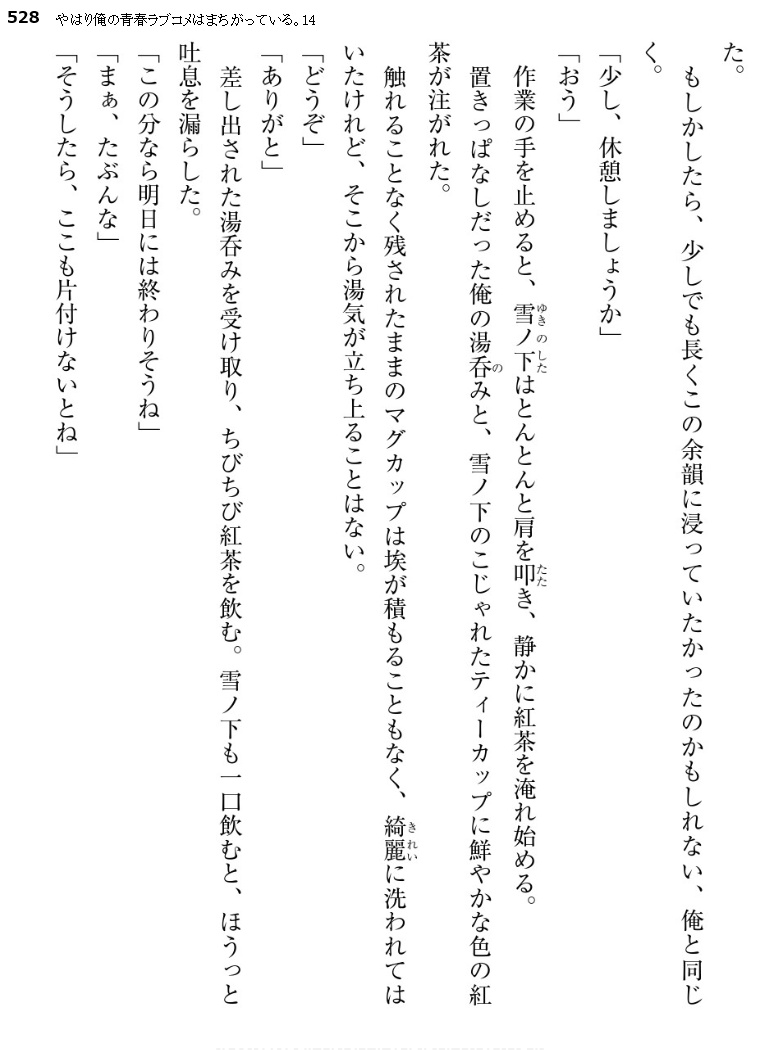 528 やはり俺の青春ラブコメはまちがっている。14
た。
もしかしたら、少しでも長くこの余韻に浸っていたかったのかもしれない、俺と同じ
く。
「少し、休憩しましょうか」
「おう」
作業の手を止めると、雪ノ下はとんとんと肩を叩き、静かに紅茶を淹れ始める。
置きっぱなしだった俺の湯呑みと、雪ノ下のこじゃれたティーカップに鮮やかな色の紅
茶が注がれた。
触れることなく残されたままのマグカップは埃が積もることもなく、綺麗に洗われては
いたけれど、そこから湯気が立ち上ることはない。
「どうぞ」
「ありがと」
差し出された湯呑みを受け取り、ちびちび紅茶を飲む。雪ノ下も一口飲むと、ほうっと
吐息を漏らした。
「この分なら明日には終わりそうね」
「まぁ、たぶんな」
「そうしたら、ここも片付けないとね」